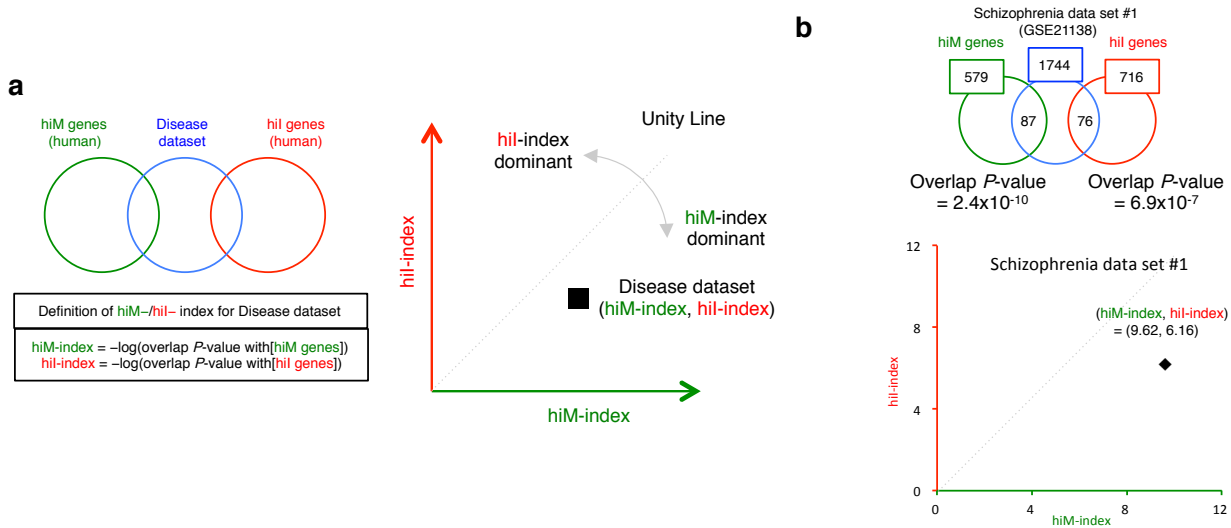 a
hiM genes
(human)
Disease
dataset
hiI genes
(human)
Definition of hiM–/hiI– index for Disease dataset
hiM-index = –log(overlap P-value with[hiM genes])
hiI-index = –log(overlap P-value with[hiI genes])
hiI-index
hiM-index
Unity Line
hiI-index
dominant
hiM-index
dominant
Disease dataset
(hiM-index, hiI-index)
b
Schizophrenia data set #1
(GSE21138)
hiM genes
hiI genes
579
1744
716
87
76
Overlap P-value
= 2.4x10⁻¹⁰
Overlap P-value
= 6.9x10⁻⁷
Schizophrenia data set #1
(hiM-index, hiI-index)
= (9.62, 6.16)
12
8
4
0
hiI-index
0
4
8
12
hiM-index